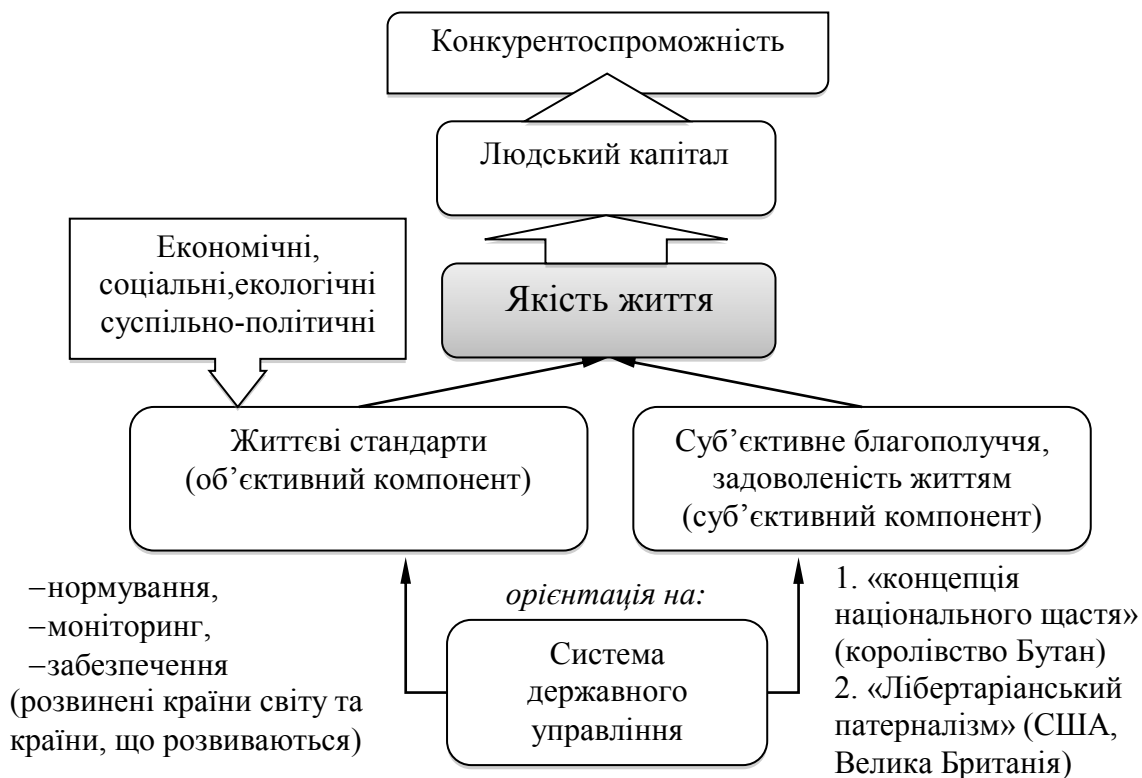 Конкурентоспроможність
Людський капітал
Якість життя
Економічні,
соціальні,екологічні
суспільно-політичні
Життєві стандарти
(об’єктивний компонент)
Суб’єктивне благополуччя,
задоволеність життям
(суб’єктивний компонент)
–нормування,
–моніторинг,
–забезпечення
(розвинені країни світу та
країни, що розвиваються)
орієнтація на:
Система
державного
управління
1. «концепція
національного щастя»
(королівство Бутан)
2. «Лібертаріанський
патерналізм» (США,
Велика Британія)